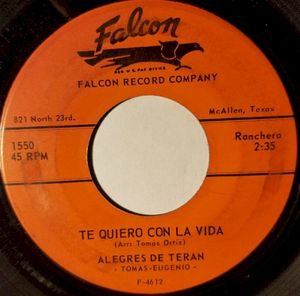 Falcon
REG U.S. PAT OFFICE
FALCON RECORD COMPANY
821 North 23rd.
McAllen, Texas
1550
45 RPM
Ranchera
2:35
TE QUIERO CON LA VIDA
(Arr: Tomas Ortiz)
ALEGRES DE TERAN
-TOMAS-EUGENIO-
F-4612